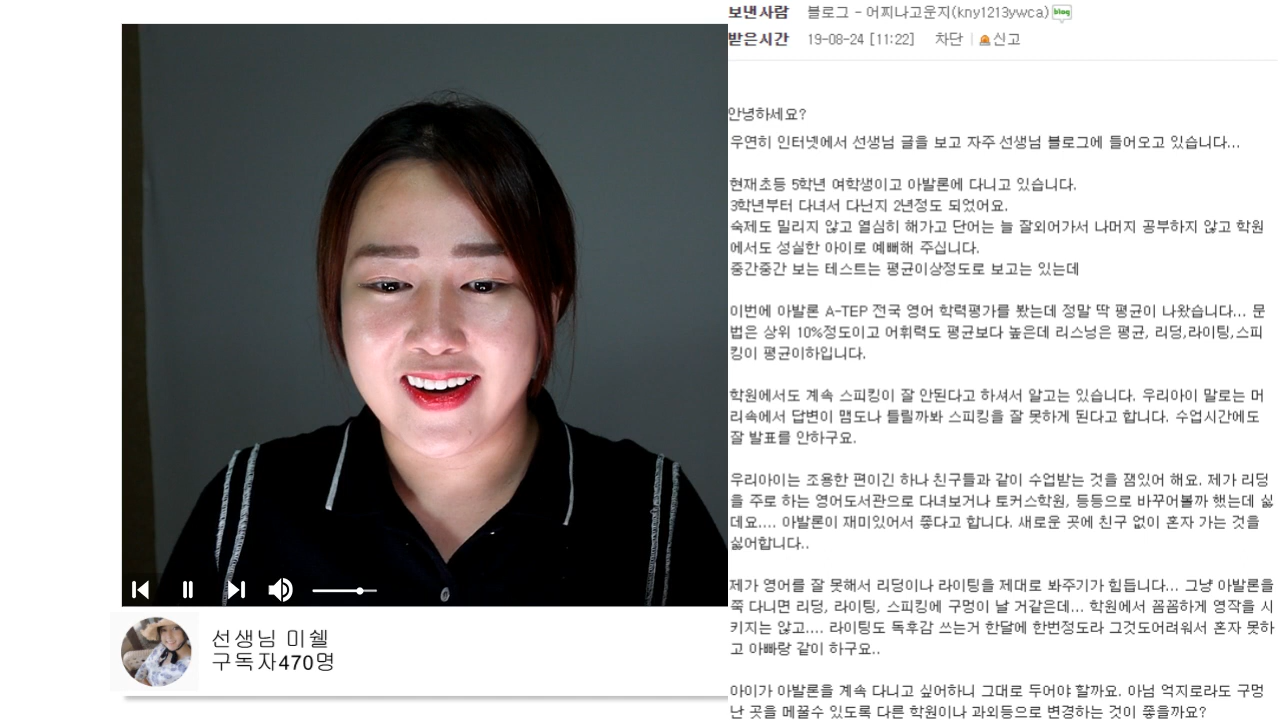 보낸사람 블로그 - 어찌나고운지(kny1213ywca) blog
받은시간 19-08-24 [11:22] 차단 | 신고
안녕하세요?
우연히 인터넷에서 선생님 글을 보고 자주 선생님 블로그에 들어오고 있습니다...
현재초등 5학년 여학생이고 아발론에 다니고 있습니다.
3학년부터 다녀서 다닌지 2년정도 되었어요.
숙제도 밀리지 않고 열심히 해가고 단어는 늘 잘외어가서 나머지 공부하지 않고 학원
에서도 성실한 아이로 예뻐해 주십니다.
중간중간 보는 테스트는 평균이상정도로 보고는 있는데
이번에 아발론 A-TEP 전국 영어 학력평가를 봤는데 정말 딱 평균이 나왔습니다... 문
법은 상위 10%정도이고 어휘력도 평균보다 높은데 리스닝은 평균, 리딩,라이팅,스피
킹이 평균이하입니다.
학원에서도 계속 스피킹이 잘 안된다고 하셔서 알고는 있습니다. 우리아이 말로는 머
리속에서 답변이 맴도나 틀릴까봐 스피킹을 잘 못하게 된다고 합니다. 수업시간에도
잘 발표를 안하구요.
우리아이는 조용한 편이긴 하나 친구들과 같이 수업받는 것을 잼있어 해요. 제가 리딩
을 주로 하는 영어도서관으로 다녀보거나 토커스학원, 등등으로 바꾸어볼까 했는데 싫
데요.... 아발론이 재미있어서 좋다고 합니다. 새로운 곳에 친구 없이 혼자 가는 것을
싫어합니다..
제가 영어를 잘 못해서 리딩이나 라이팅을 제대로 봐주기가 힘듭니다... 그냥 아발론을
쭉 다니면 리딩, 라이팅, 스피킹에 구멍이 날 거같은데... 학원에서 꼼꼼하게 영작을 시
키지는 않고.... 라이팅도 독후감 쓰는거 한달에 한번정도라 그것도어려워서 혼자 못하
고 아빠랑 같이 하구요..
아이가 아발론을 계속 다니고 싶어하니 그대로 두어야 할까요. 아님 억지로라도 구멍
난 곳을 메꿀수 있도록 다른 학원이나 과외등으로 변경하는 것이 좋을까요?
선생님 미쉘
구독자470명